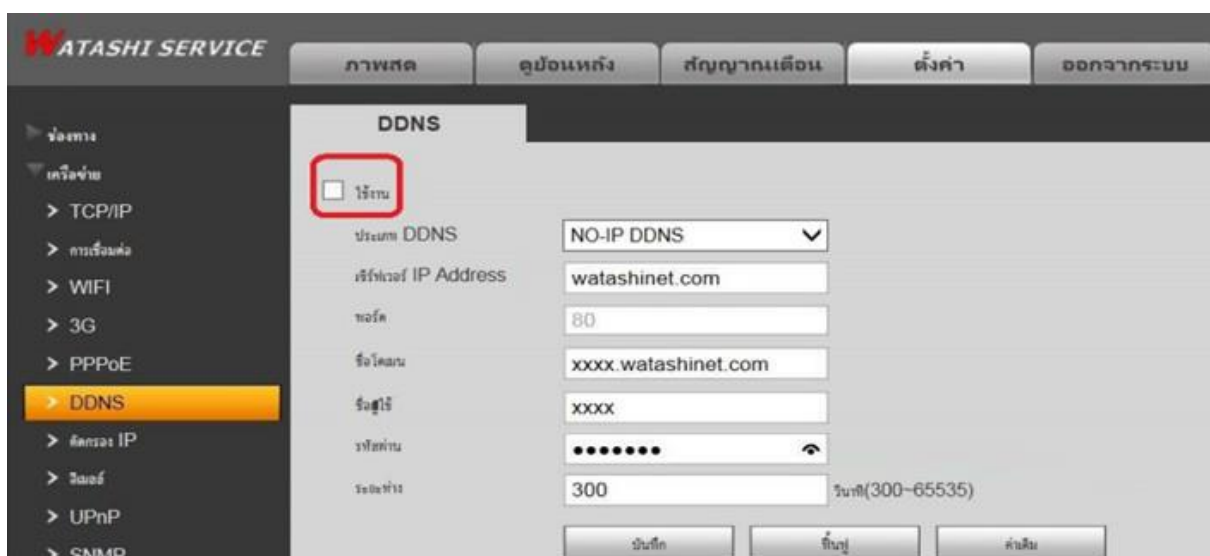 WATASHI SERVICE
ภาพสด ดูย้อนหลัง สัญญาณเตือน ตั้งค่า ออกจากระบบ
ช่องทาง
เครือข่าย
> TCP/IP
> การเชื่อมต่อ
> WIFI
> 3G
> PPPoE
> DDNS
> คัดกรอง IP
> อีเมลล์
> UPnP
> SNMP
DDNS
ใช้งาน
ประเภท DDNS NO-IP DDNS
เซิร์ฟเวอร์ IP Address watashinet.com
พอร์ต 80
ชื่อโดเมน xxxx.watashinet.com
ชื่อผู้ใช้ xxxx
รหัสผ่าน •••••••
ระยะห่าง 300 วินาที(300~65535)
บันทึก ฟื้นฟู ค่าเดิม